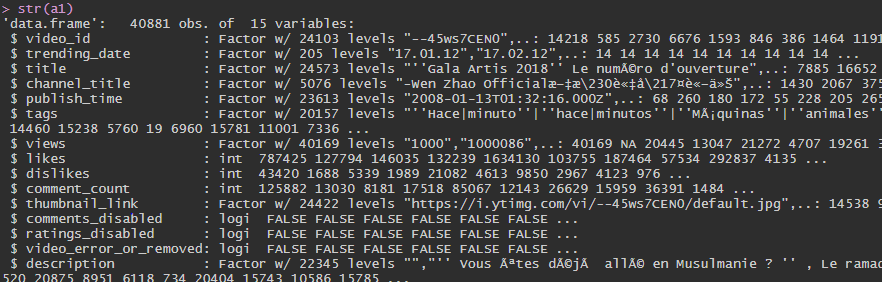 > str(a1)
'data.frame':   40881 obs. of  15 variables:
 $ video_id              : Factor w/ 24103 levels "--45ws7CEN0",..: 14218 585 2730 6676 1593 846 386 1464 1191
 $ trending_date         : Factor w/ 205 levels "17.01.12","17.02.12",..: 14 14 14 14 14 14 14 14 14 14 ...
 $ title                 : Factor w/ 24573 levels "''Gala Artis 2018'' Le numÃ©ro d'ouverture",..: 7885 16652
 $ channel_title         : Factor w/ 5076 levels "-Wen Zhao Officialæ–‡æ\230è«‡å\217¤è«–ä»Š",..: 1430 2067 375
 $ publish_time          : Factor w/ 23613 levels "2008-01-13T01:32:16.000Z",..: 68 260 180 172 55 228 205 265
 $ tags                  : Factor w/ 20157 levels "''Hace|minuto''|''hace|minutos''|''MÃ¡quinas''|''animales''
14460 15238 5760 19 6960 15781 11001 7336 ...
 $ views                 : Factor w/ 40169 levels "1000","1000086",..: 40169 NA 20445 13047 21272 4707 19261 3
 $ likes                 : int  787425 127794 146035 132239 1634130 103755 187464 57534 292837 4135 ...
 $ dislikes              : int  43420 1688 5339 1989 21082 4613 9850 2967 4123 976 ...
 $ comment_count         : int  125882 13030 8181 17518 85067 12143 26629 15959 36391 1484 ...
 $ thumbnail_link        : Factor w/ 24422 levels "https://i.ytimg.com/vi/--45ws7CEN0/default.jpg",..: 14538 9
 $ comments_disabled     : logi  FALSE FALSE FALSE FALSE FALSE FALSE ...
 $ ratings_disabled      : logi  FALSE FALSE FALSE FALSE FALSE FALSE ...
 $ video_error_or_removed: logi  FALSE FALSE FALSE FALSE FALSE FALSE ...
 $ description           : Factor w/ 22345 levels "","'' Vous Ãªtes dÃ©jÃ  allÃ© en Musulmanie ? '' , Le ramad
520 20875 8951 6118 734 20404 15743 10586 15785 ...